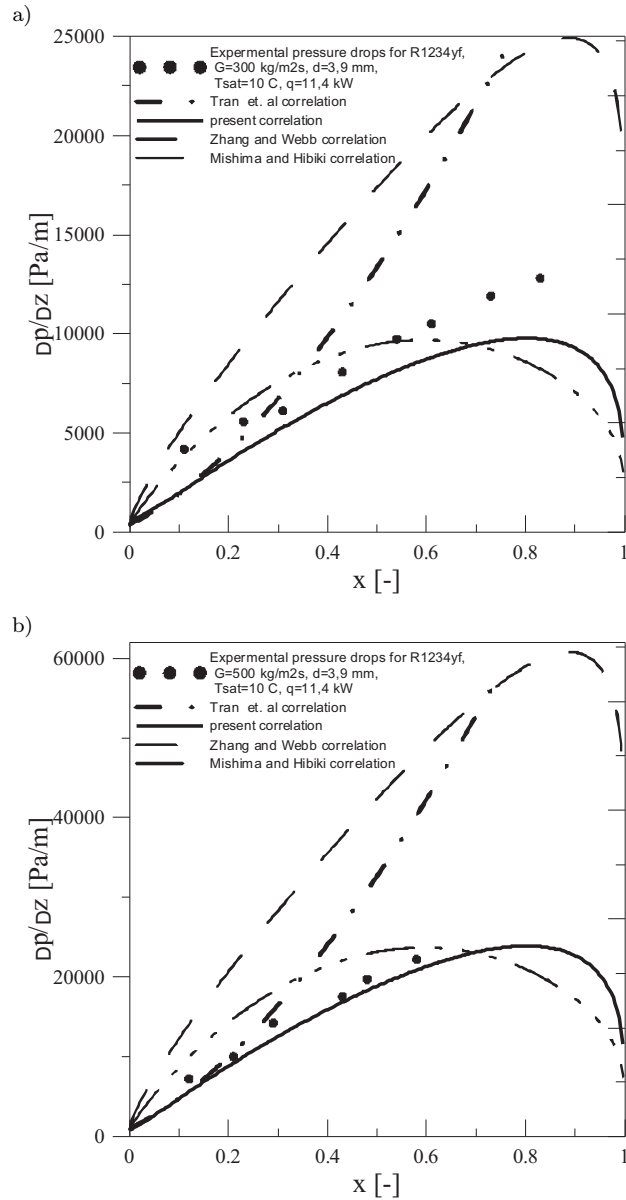 a)
25000
20000
15000
10000
5000
0
Dp/Dz [Pa/m]
Expermental pressure drops for R1234yf,
G=300 kg/m2s, d=3,9 mm,
Tsat=10 C, q=11,4 kW
Tran et. al correlation
present correlation
Zhang and Webb correlation
Mishima and Hibiki correlation
0 0.2 0.4 0.6 0.8 1
x [-]
b)
60000
40000
20000
0
Dp/Dz [Pa/m]
Expermental pressure drops for R1234yf,
G=500 kg/m2s, d=3,9 mm,
Tsat=10 C, q=11,4 kW
Tran et. al correlation
present correlation
Zhang and Webb correlation
Mishima and Hibiki correlation
0 0.2 0.4 0.6 0.8 1
x [-]